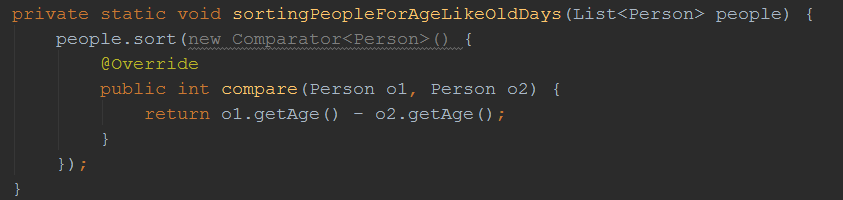 private static void sortingPeopleForAgeLikeOldDays(List<Person> people) {
people.sort(new Comparator<Person>() {
@Override
public int compare(Person o1, Person o2) {
return o1.getAge() - o2.getAge();
}
});
}